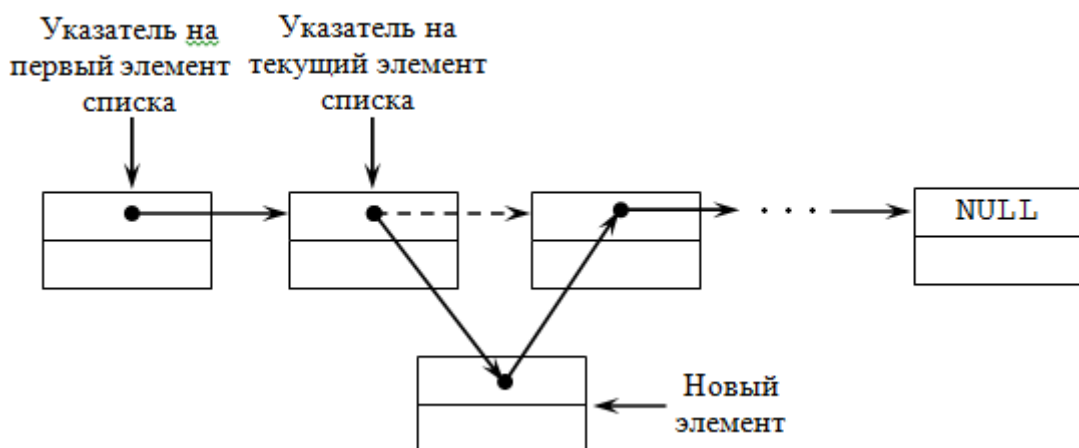 Указатель на
первый элемент
списка
Указатель на
текущий элемент
списка
NULL
Новый
элемент